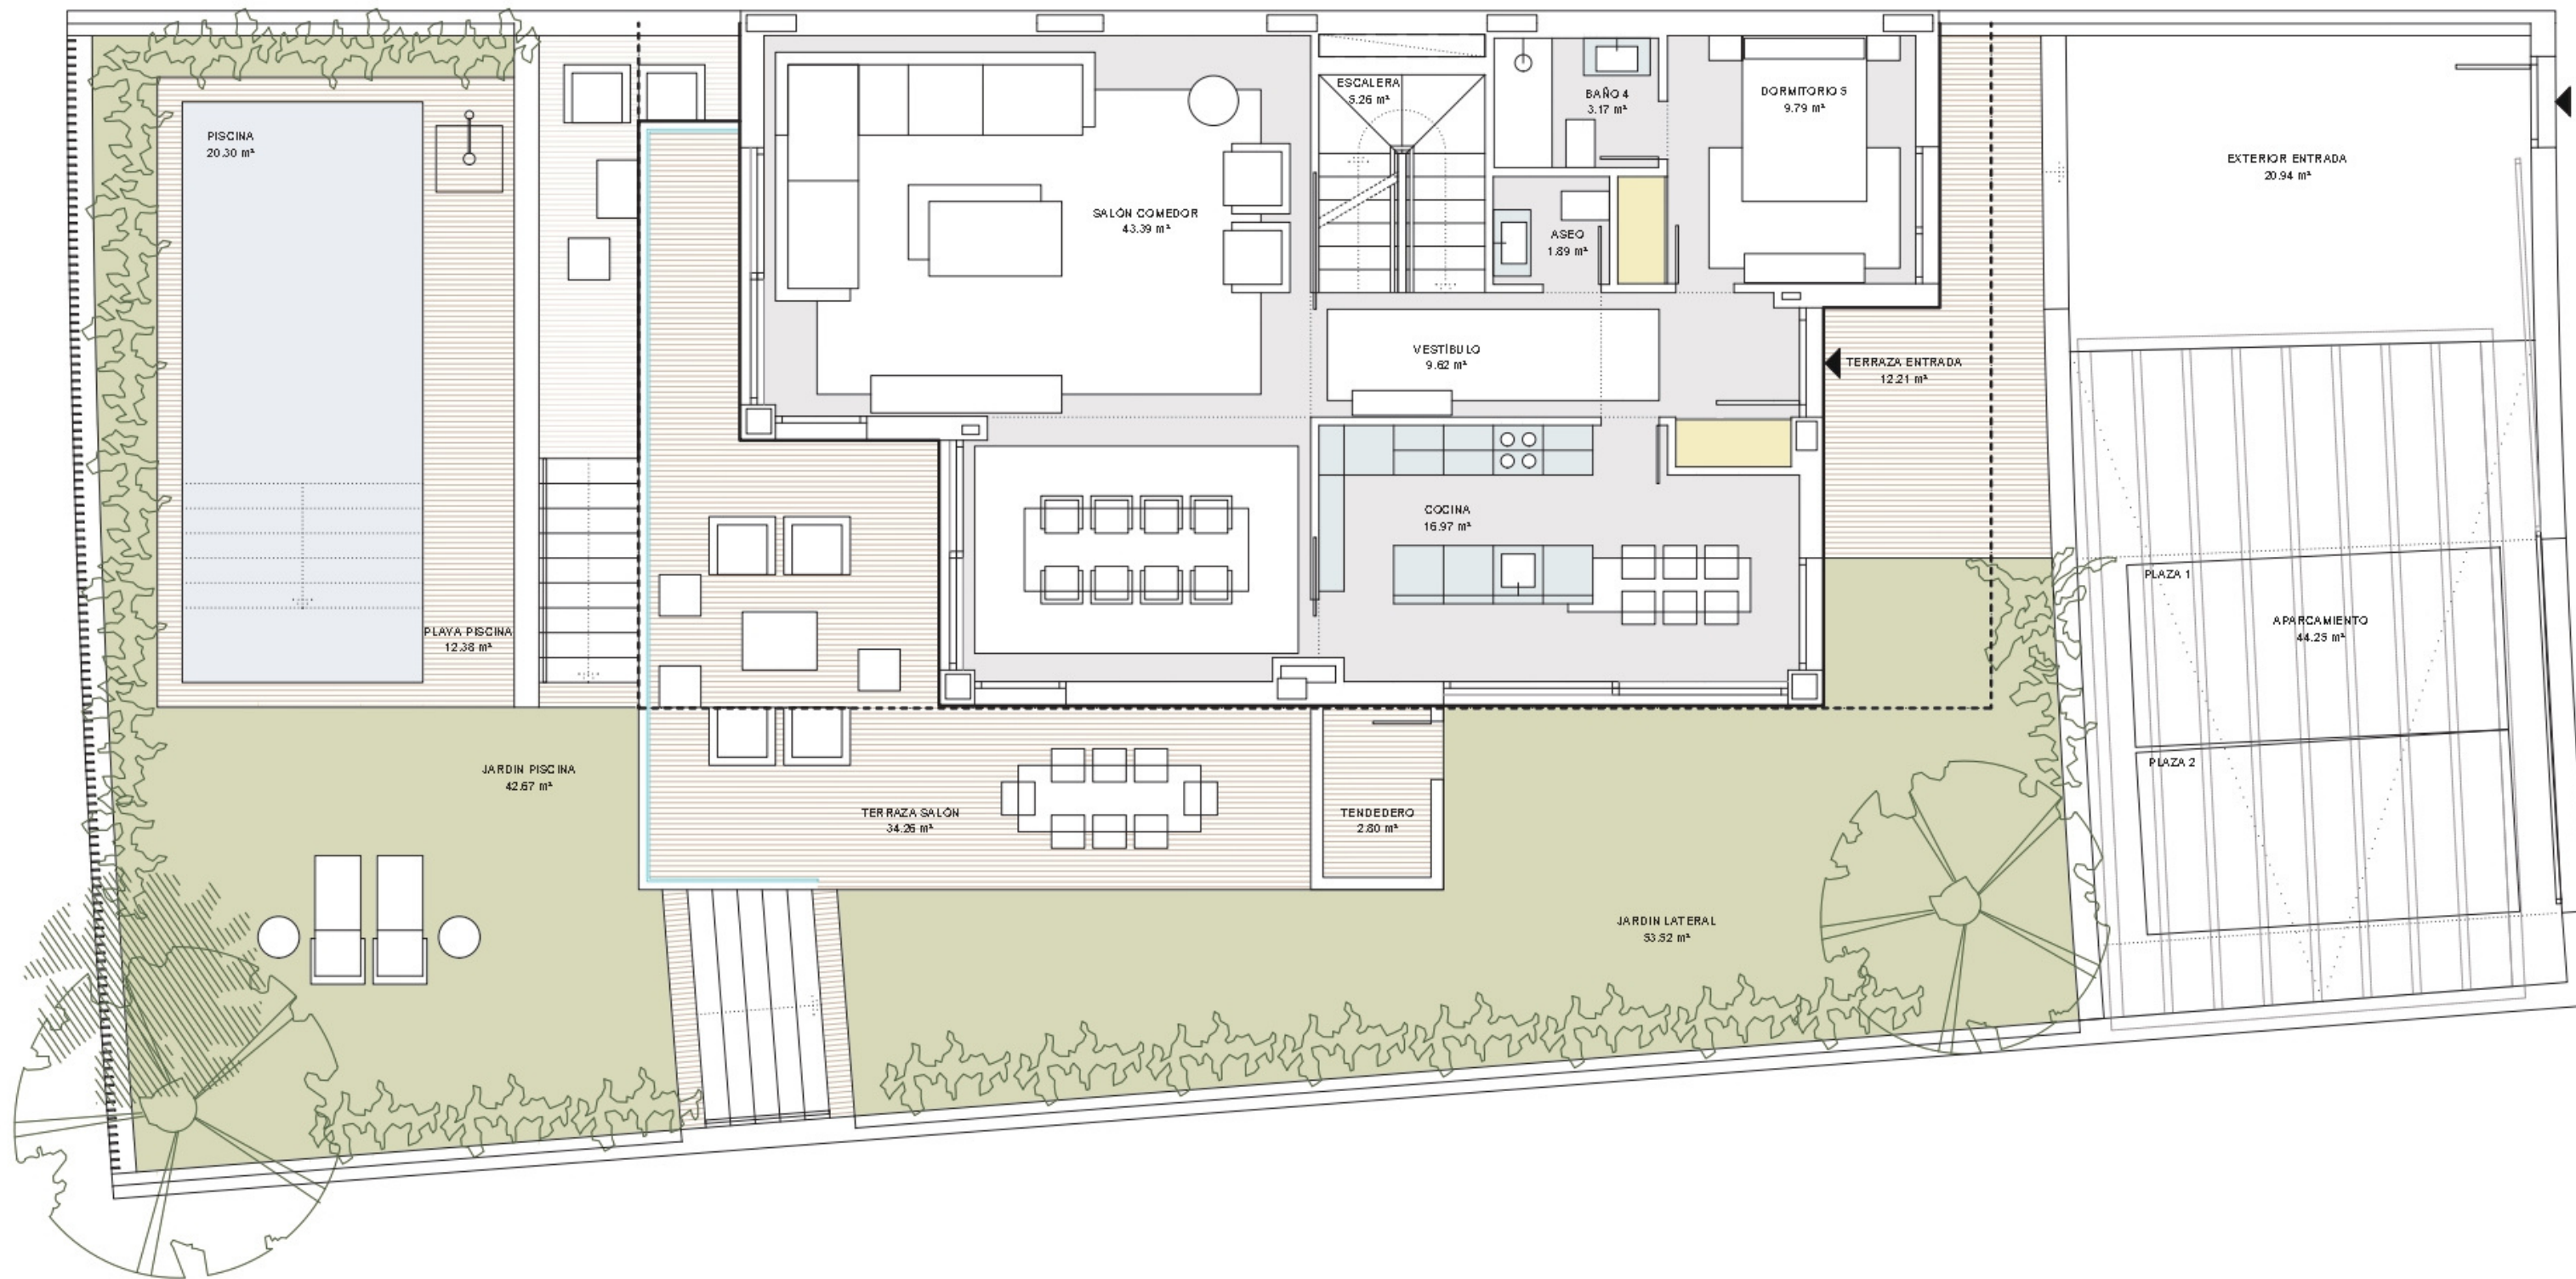 PISCINA
20.30 m²
ESCALERA
5.26 m²
BAÑO 4
3.17 m²
DORMITORIO 5
9.79 m²
EXTERIOR ENTRADA
20.94 m²
SALÓN COMEDOR
43.39 m²
ASEO
1.89 m²
VESTÍBULO
9.62 m²
TERRAZA ENTRADA
12.21 m²
COCINA
16.97 m²
PLAZA 1
APARCAMIENTO
44.25 m²
PLAYA PISCINA
12.38 m²
PLAZA 2
JARDIN PISCINA
42.67 m²
TERRAZA SALÓN
34.26 m²
TENDEDERO
2.80 m²
JARDIN LATERAL
53.52 m²